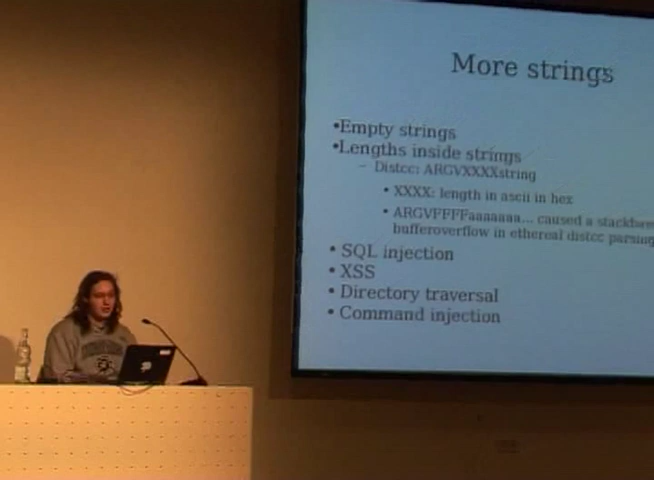 More strings
•Empty strings
•Lengths inside strings
– Distcc: ARGVXXXXstring
• XXXX: length in ascii in hex
• ARGVFFFFaaaaaaa... caused a
bufferoverflow in ethereal distcc parsing
• SQL injection
• XSS
• Directory traversal
• Command injection